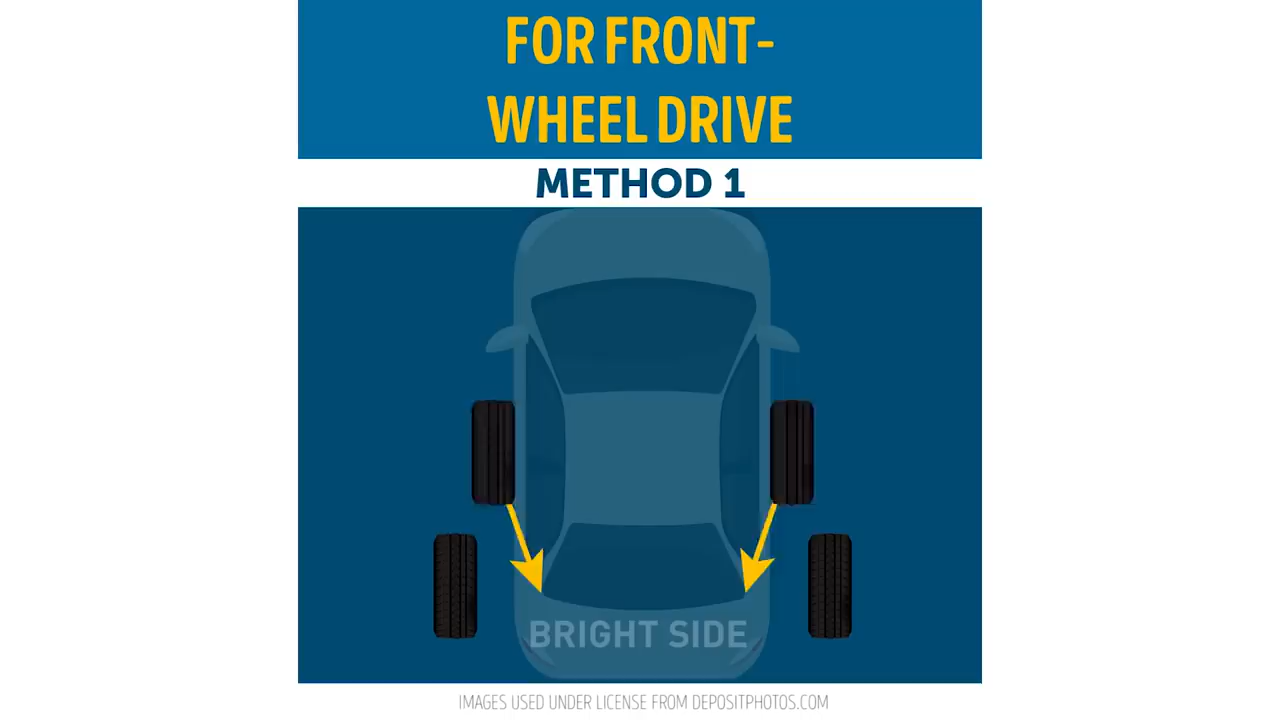 FOR FRONT-
WHEEL DRIVE
METHOD 1
BRIGHT SIDE
IMAGES USED UNDER LICENSE FROM DEPOSITPHOTOS.COM